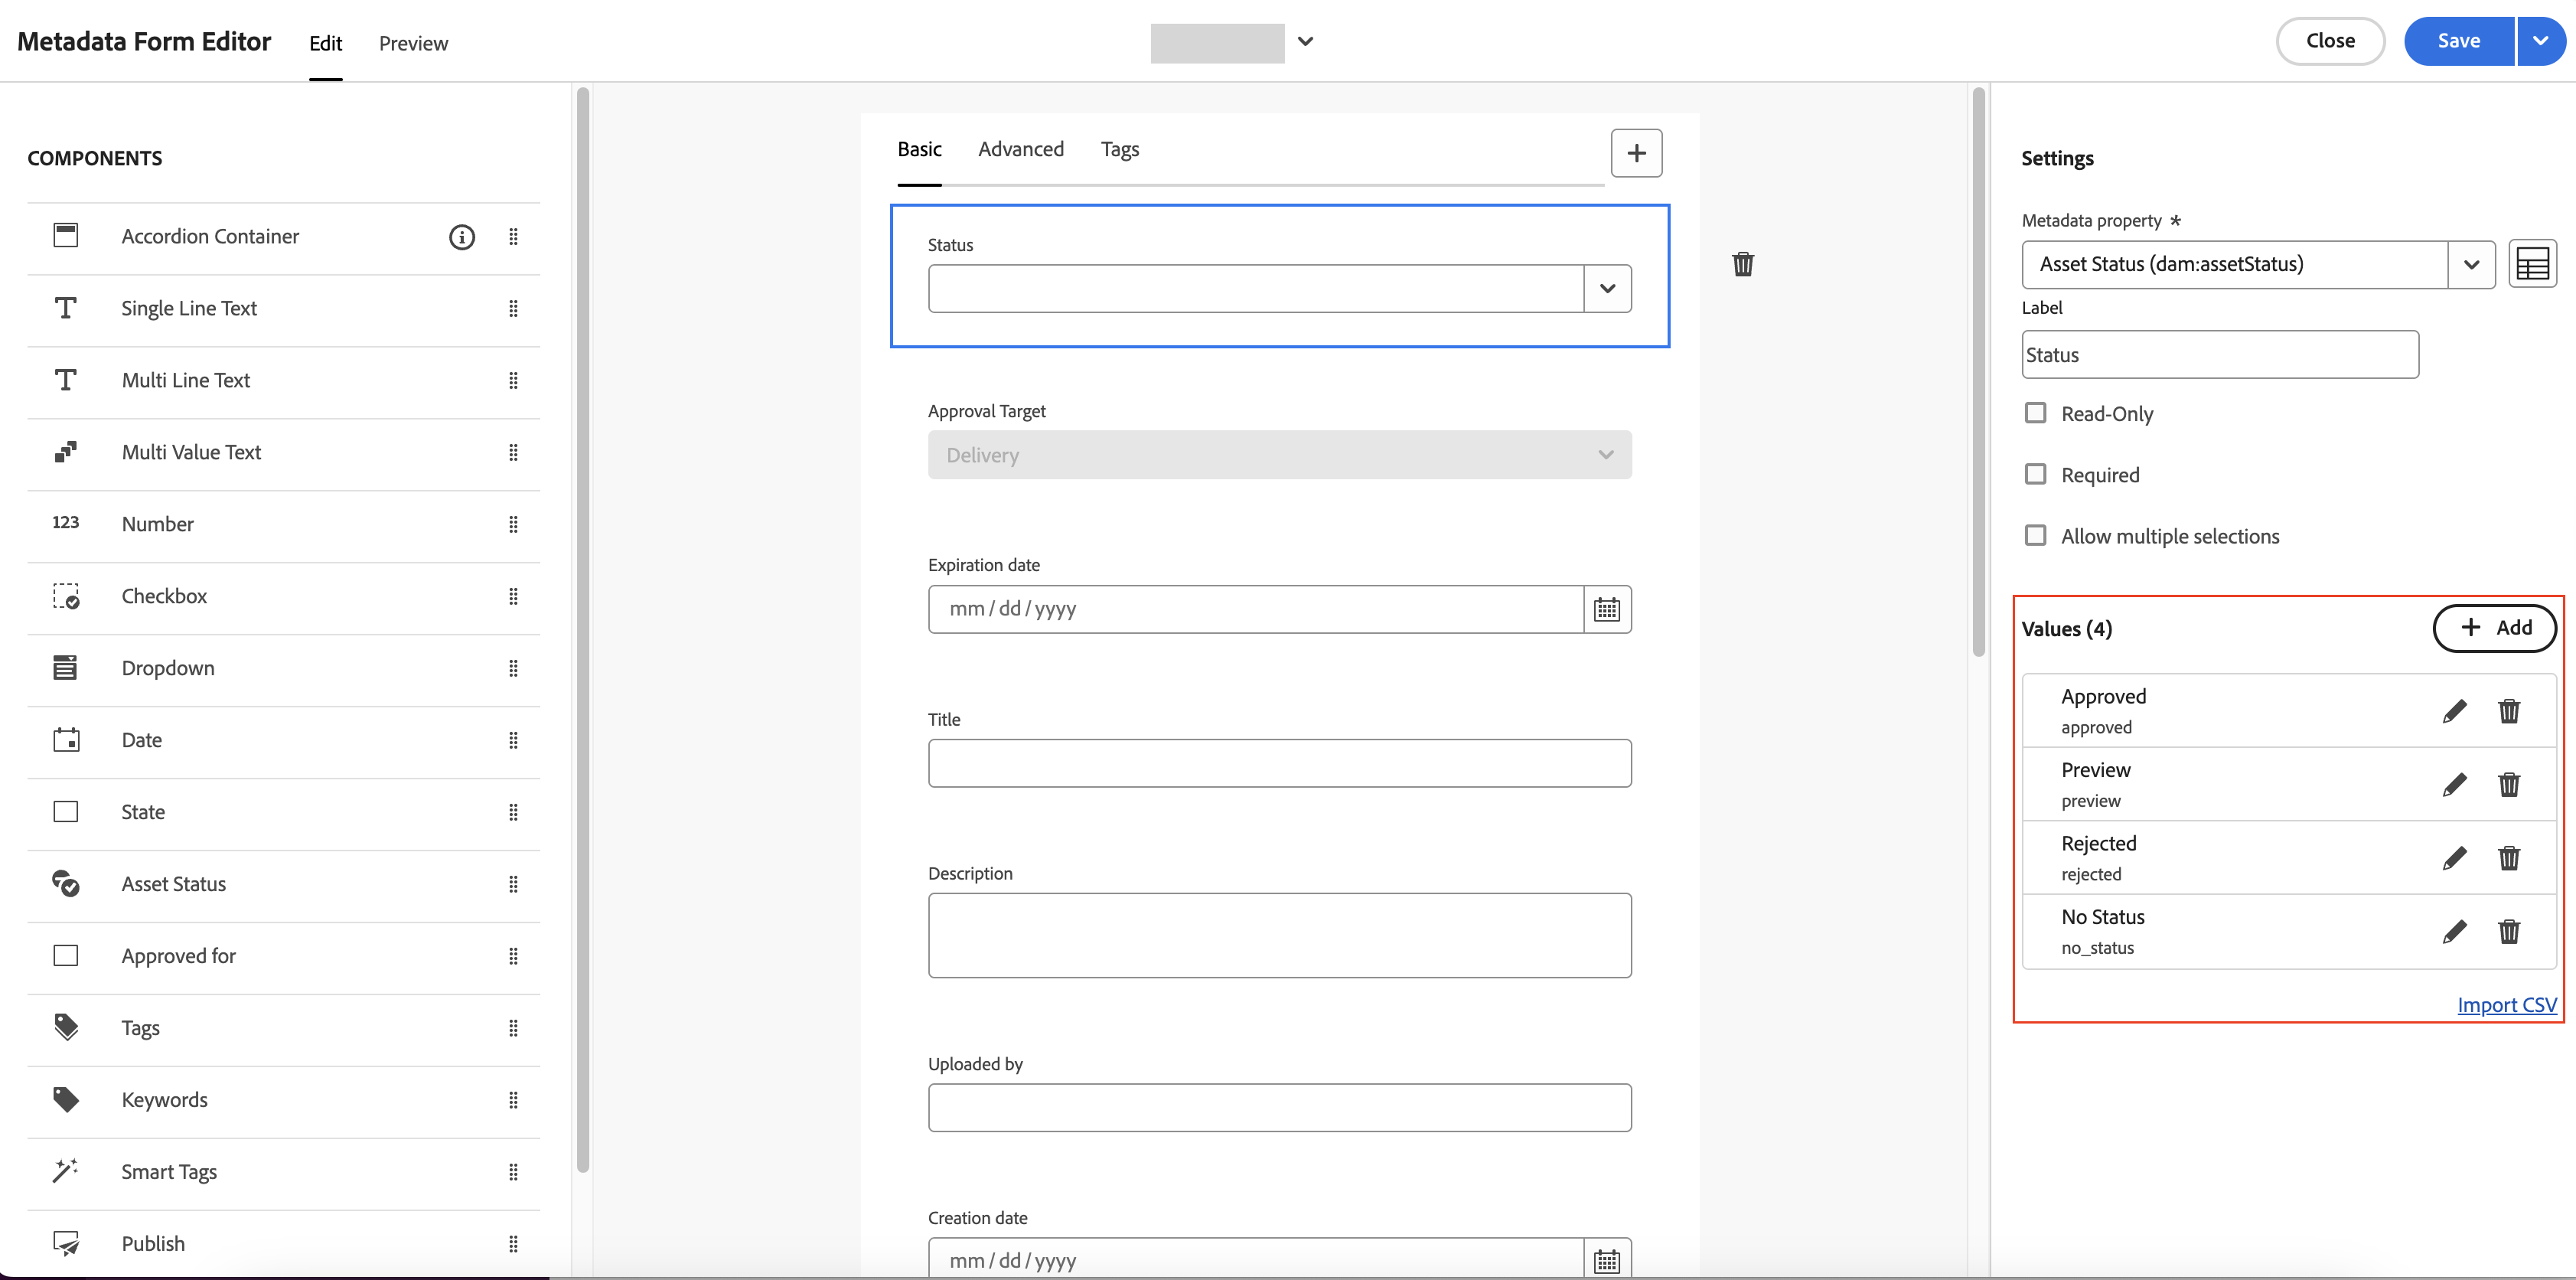 Metadata Form Editor
Edit
Preview
Close
Save
COMPONENTS
Accordion Container
Single Line Text
Multi Line Text
Multi Value Text
123
Number
Checkbox
Dropdown
Date
State
Asset Status
Approved for
Tags
Keywords
Smart Tags
Publish
Basic
Advanced
Tags
Status
Approval Target
Delivery
Expiration date
mm / dd / yyyy
Title
Description
Uploaded by
Creation date
mm / dd / yyyy
Settings
Metadata property *
Asset Status (dam:assetStatus)
Label
Status
Read-Only
Required
Allow multiple selections
Values (4)
+ Add
Approved
approved
Preview
preview
Rejected
rejected
No Status
no_status
Import CSV